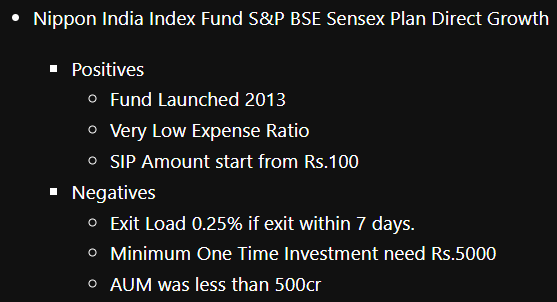 Nippon India Index Fund S&P BSE Sensex Plan Direct Growth
Positives
Fund Launched 2013
Very Low Expense Ratio
SIP Amount start from Rs.100
Negatives
Exit Load 0.25% if exit within 7 days.
Minimum One Time Investment need Rs.5000
AUM was less than 500cr